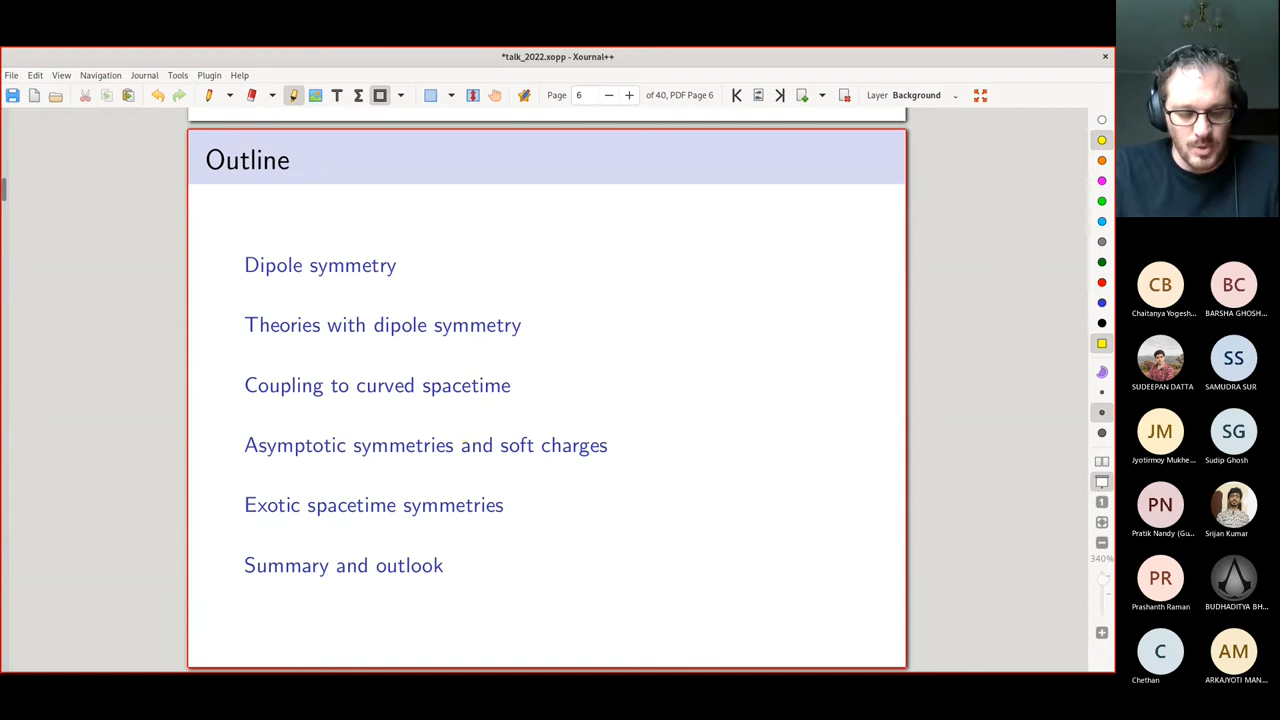 *talk_2022.xopp - Xournal++
×
File Edit View Navigation Journal Tools Plugin Help
T Σ Page 6 of 40, PDF Page 6 Layer Background
Outline
Dipole symmetry
Theories with dipole symmetry
Coupling to curved spacetime
Asymptotic symmetries and soft charges
Exotic spacetime symmetries
Summary and outlook
1
340%
CB BC
Chaitanya Yogesh... BARSHA GHOSH...
SS
SUDEEPAN DATTA SAMUDRA SUR
JM SG
Jyotirmoy Mukhe... Sudip Ghosh
PN
Pratik Nandy (Gu... Srijan Kumar
PR
Prashanth Raman BUDHADITYA BH...
C AM
Chethan ARKAJYOTI MAN...